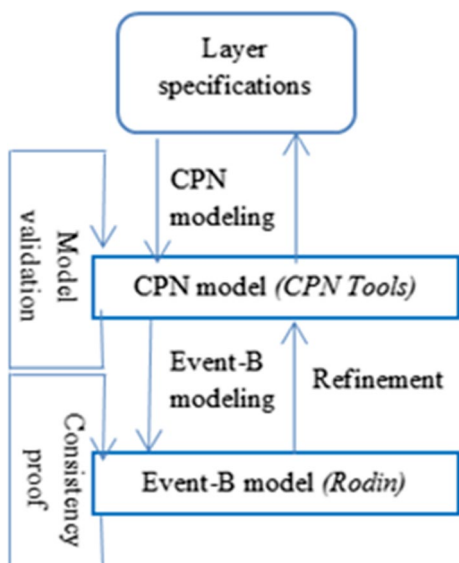 Layer
specifications
CPN
modeling
Model
validation
CPN model (CPN Tools)
Event-B
modeling
Refinement
Consistency
proof
Event-B model (Rodin)